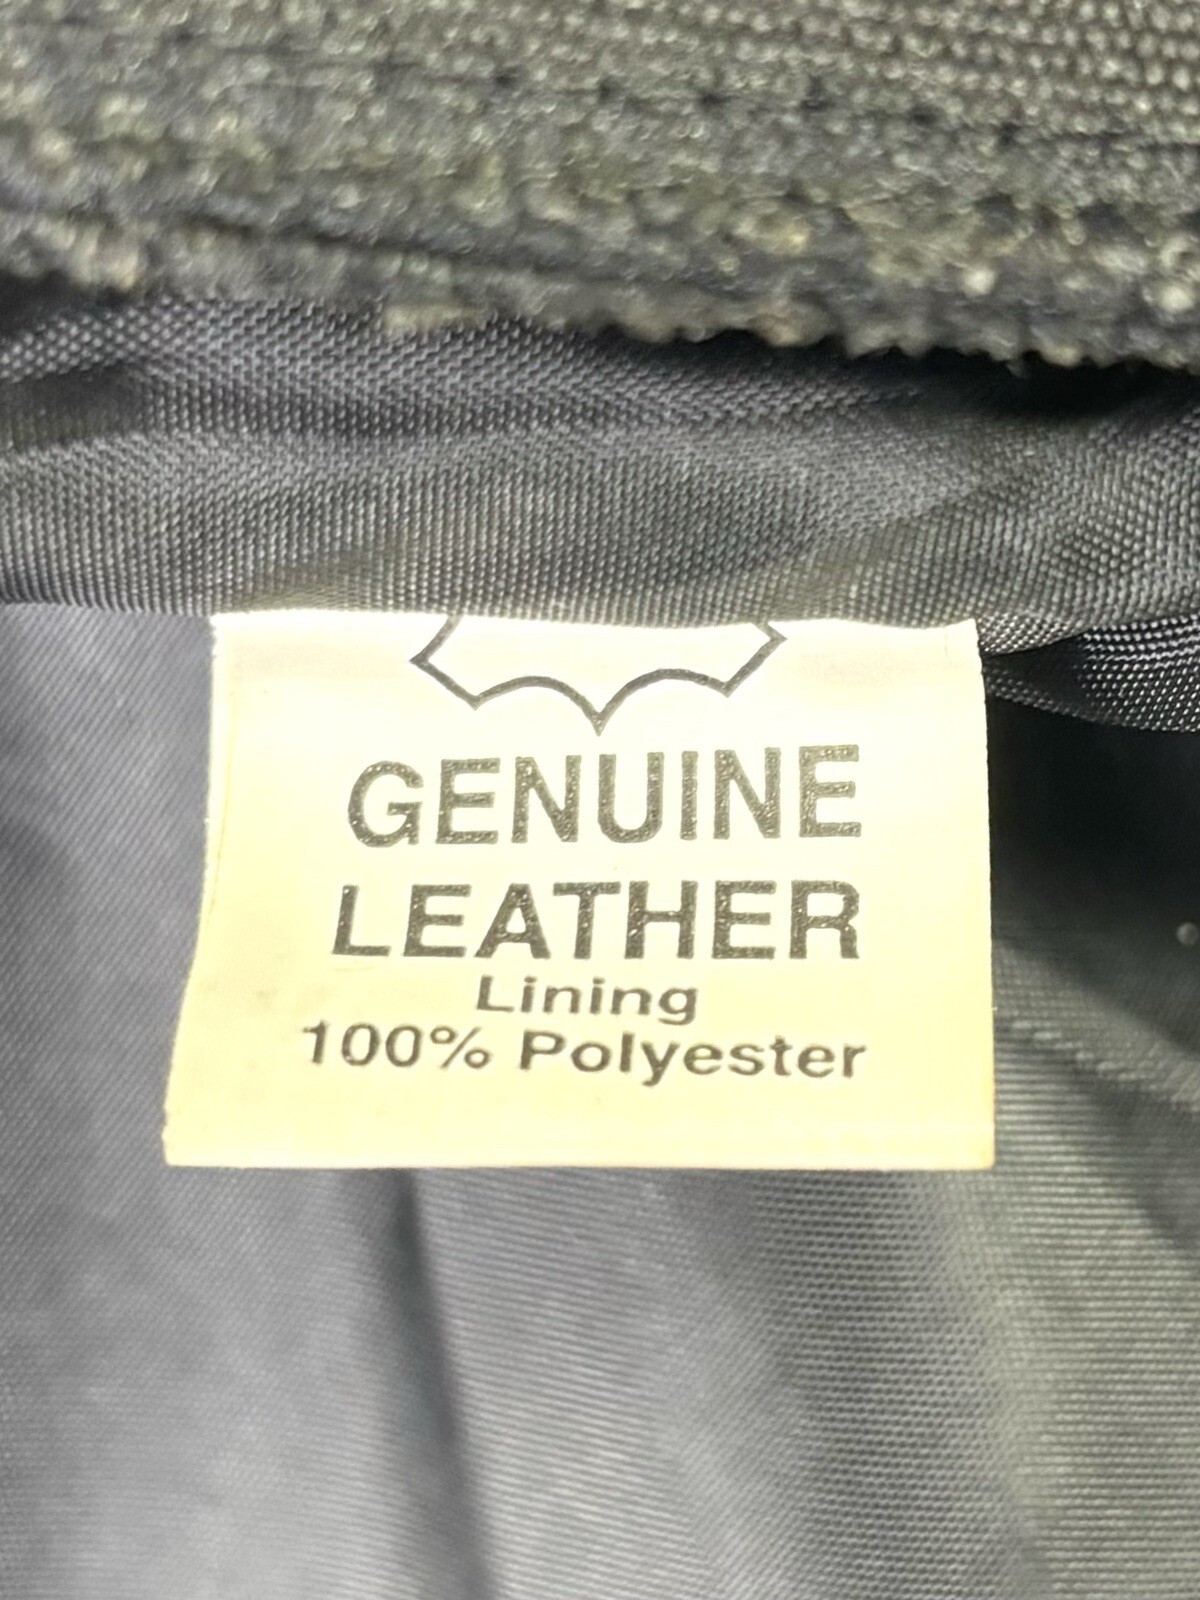 GENUINE
LEATHER
Lining
100% Polyester